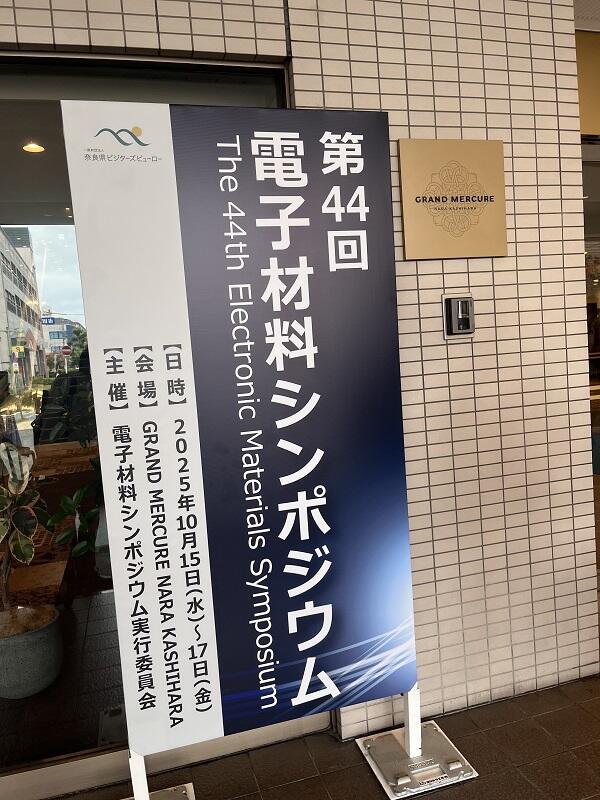 第44回
電子材料シンポジウム
The 44th Electronic Materials Symposium
【日時】 2025年10月15日(水)～17日(金)
【会場】 GRAND MERCURE NARA KASHIHARA
【主催】 電子材料シンポジウム実行委員会
一般財団法人
奈良県ビジターズビューロー
GRAND MERCURE
NARA KASHIHARA